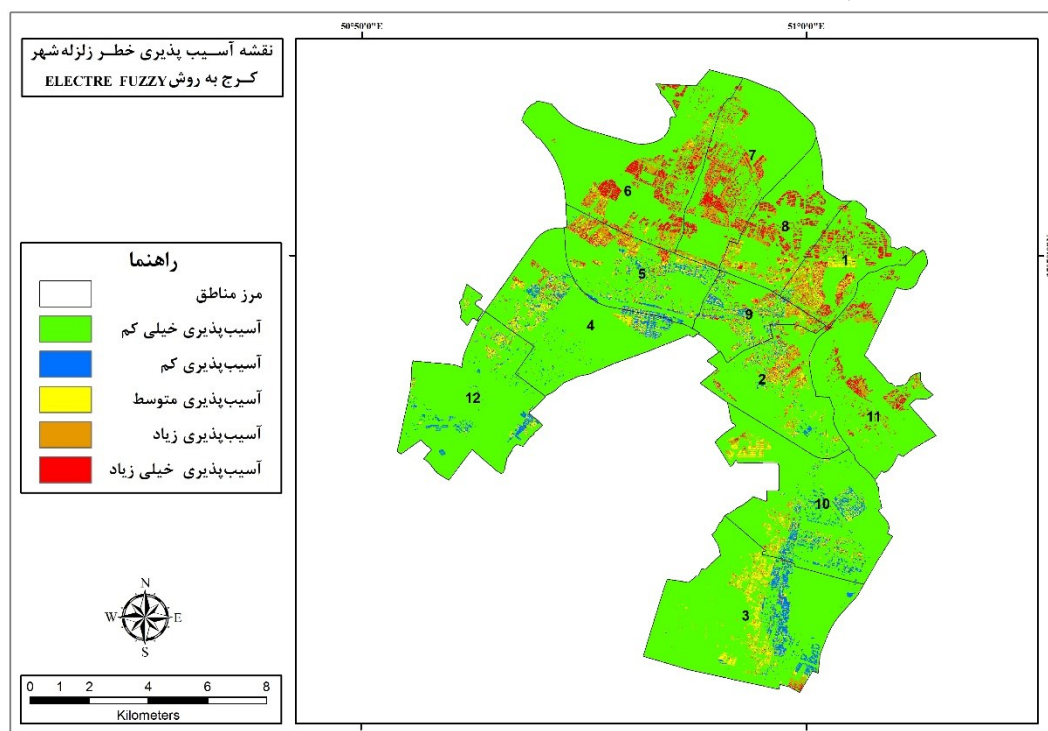 نقشه آسیب پذیری خطر زلزله شهر
کرج به روش ELECTRE FUZZY
50°50'0"E
51°0'0"E
راهنما
مرز مناطق
آسیب‌پذیری خیلی کم
آسیب‌پذیری کم
آسیب‌پذیری متوسط
آسیب‌پذیری زیاد
آسیب‌پذیری خیلی زیاد
N
W E
S
0 1 2 4 6 8
Kilometers
7
6
8
1
5
9
4
2
12
11
10
3